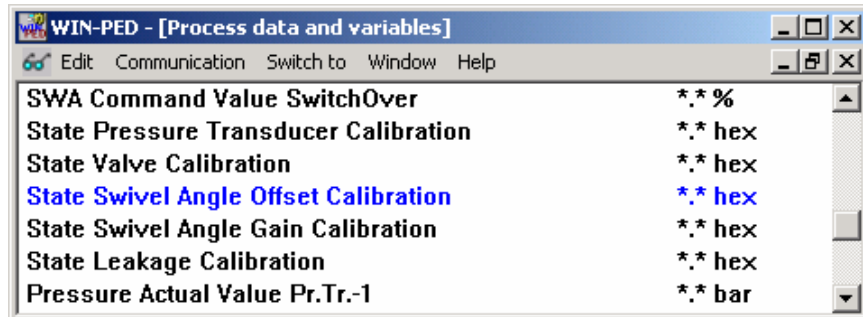 WIN-PED - [Process data and variables]
Edit Communication Switch to Window Help
SWA Command Value SwitchOver *.* %
State Pressure Transducer Calibration *.* hex
State Valve Calibration *.* hex
State Swivel Angle Offset Calibration *.* hex
State Swivel Angle Gain Calibration *.* hex
State Leakage Calibration *.* hex
Pressure Actual Value Pr.Tr.-1 *.* bar